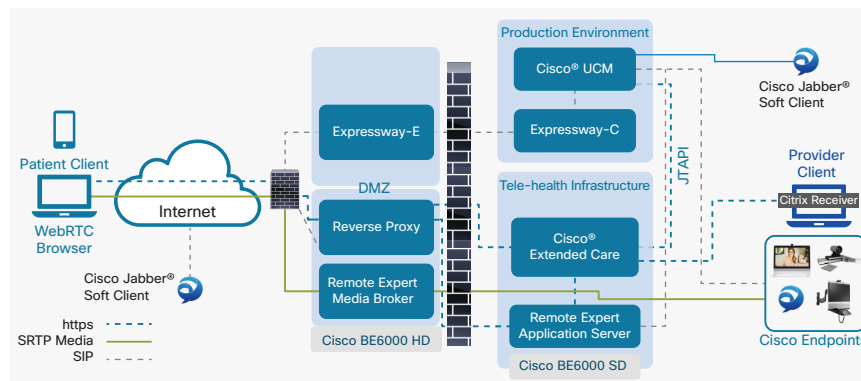 Production Environment
Cisco® UCM
Cisco Jabber®
Soft Client
Expressway-E
Expressway-C
JTAPI
Patient Client
Provider
Client
DMZ
Tele-health Infrastructure
Citrix Receiver
Internet
Reverse Proxy
WebRTC
Browser
Cisco®
Extended Care
Cisco Jabber®
Soft Client
Remote Expert
Media Broker
Remote Expert
Application Server
https
SRTP Media
SIP
Cisco BE6000 HD
Cisco Endpoints
Cisco BE6000 SD